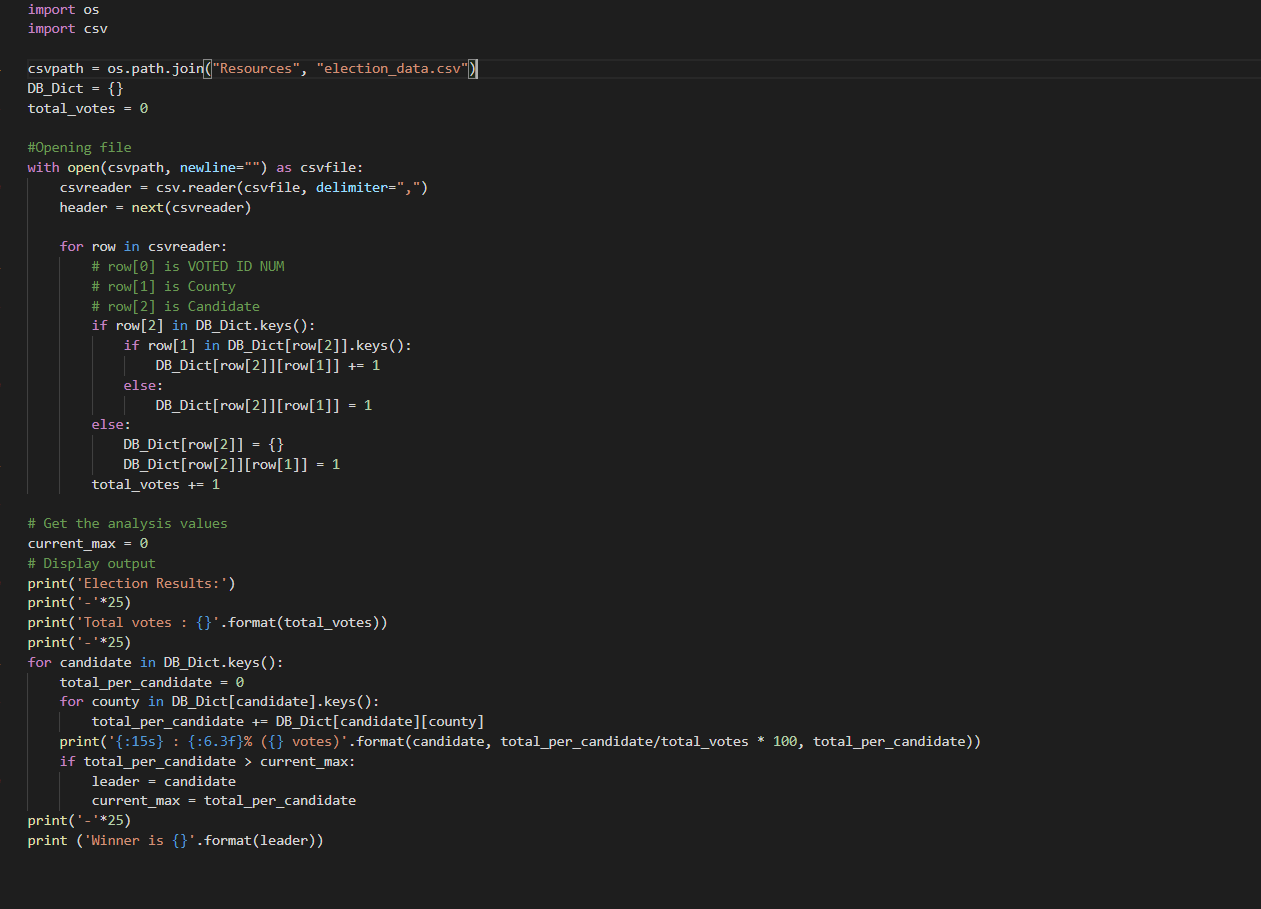 import os
import csv

csvpath = os.path.join("Resources", "election_data.csv")
DB_Dict = {}
total_votes = 0

#Opening file
with open(csvpath, newline="") as csvfile:
    csvreader = csv.reader(csvfile, delimiter=",")
    header = next(csvreader)

    for row in csvreader:
        # row[0] is VOTED ID NUM
        # row[1] is County
        # row[2] is Candidate
        if row[2] in DB_Dict.keys():
            if row[1] in DB_Dict[row[2]].keys():
                DB_Dict[row[2]][row[1]] += 1
            else:
                DB_Dict[row[2]][row[1]] = 1
        else:
            DB_Dict[row[2]] = {}
            DB_Dict[row[2]][row[1]] = 1
        total_votes += 1

# Get the analysis values
current_max = 0
# Display output
print('Election Results:')
print('-'*25)
print('Total votes : {}'.format(total_votes))
print('-'*25)
for candidate in DB_Dict.keys():
    total_per_candidate = 0
    for county in DB_Dict[candidate].keys():
        total_per_candidate += DB_Dict[candidate][county]
    print('{:15s} : {:6.3f}% ({} votes)'.format(candidate, total_per_candidate/total_votes * 100, total_per_candidate))
    if total_per_candidate > current_max:
        leader = candidate
        current_max = total_per_candidate
print('-'*25)
print ('Winner is {}'.format(leader))